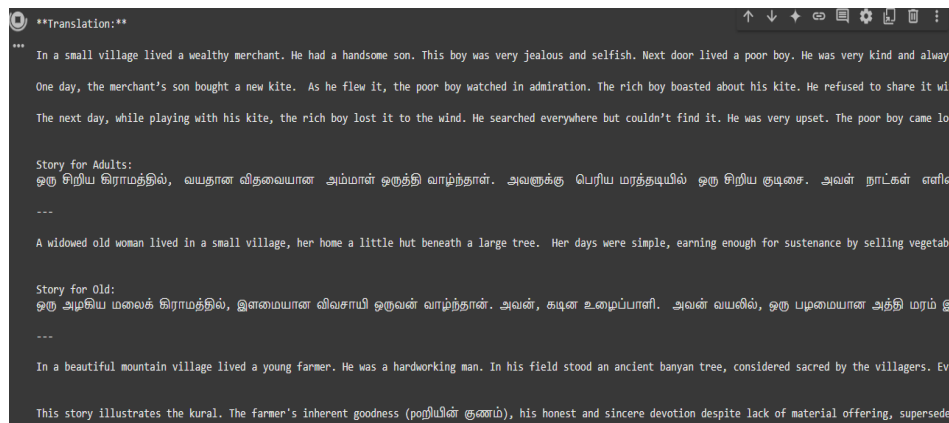 **Translation:**
In a small village lived a wealthy merchant. He had a handsome son. This boy was very jealous and selfish. Next door lived a poor boy. He was very kind and alway
One day, the merchant’s son bought a new kite.  As he flew it, the poor boy watched in admiration. The rich boy boasted about his kite. He refused to share it wi
The next day, while playing with his kite, the rich boy lost it to the wind. He searched everywhere but couldn’t find it. He was very upset. The poor boy came lo
Story for Adults:
ஒரு சிறிய கிராமத்தில்,  வயதான விதவையான  அம்மாள் ஒருத்தி வாழ்ந்தாள்.  அவளுக்கு  பெரிய மரத்தடியில்  ஒரு சிறிய குடிசை.  அவள்  நாட்கள்
---
A widowed old woman lived in a small village, her home a little hut beneath a large tree.  Her days were simple, earning enough for sustenance by selling vegetab
Story for Old:
ஒரு அழகிய மலைக் கிராமத்தில், இளமையான விவசாயி ஒருவன் வாழ்ந்தான். அவன், கடின உழைப்பாளி.  அவன் வயலில், ஒரு பழமையான அத்தி மரம்
---
In a beautiful mountain village lived a young farmer. He was a hardworking man. In his field stood an ancient banyan tree, considered sacred by the villagers. Ev
This story illustrates the kural. The farmer's inherent goodness (poறியின் குணம்), his honest and sincere devotion despite lack of material offering, supersede